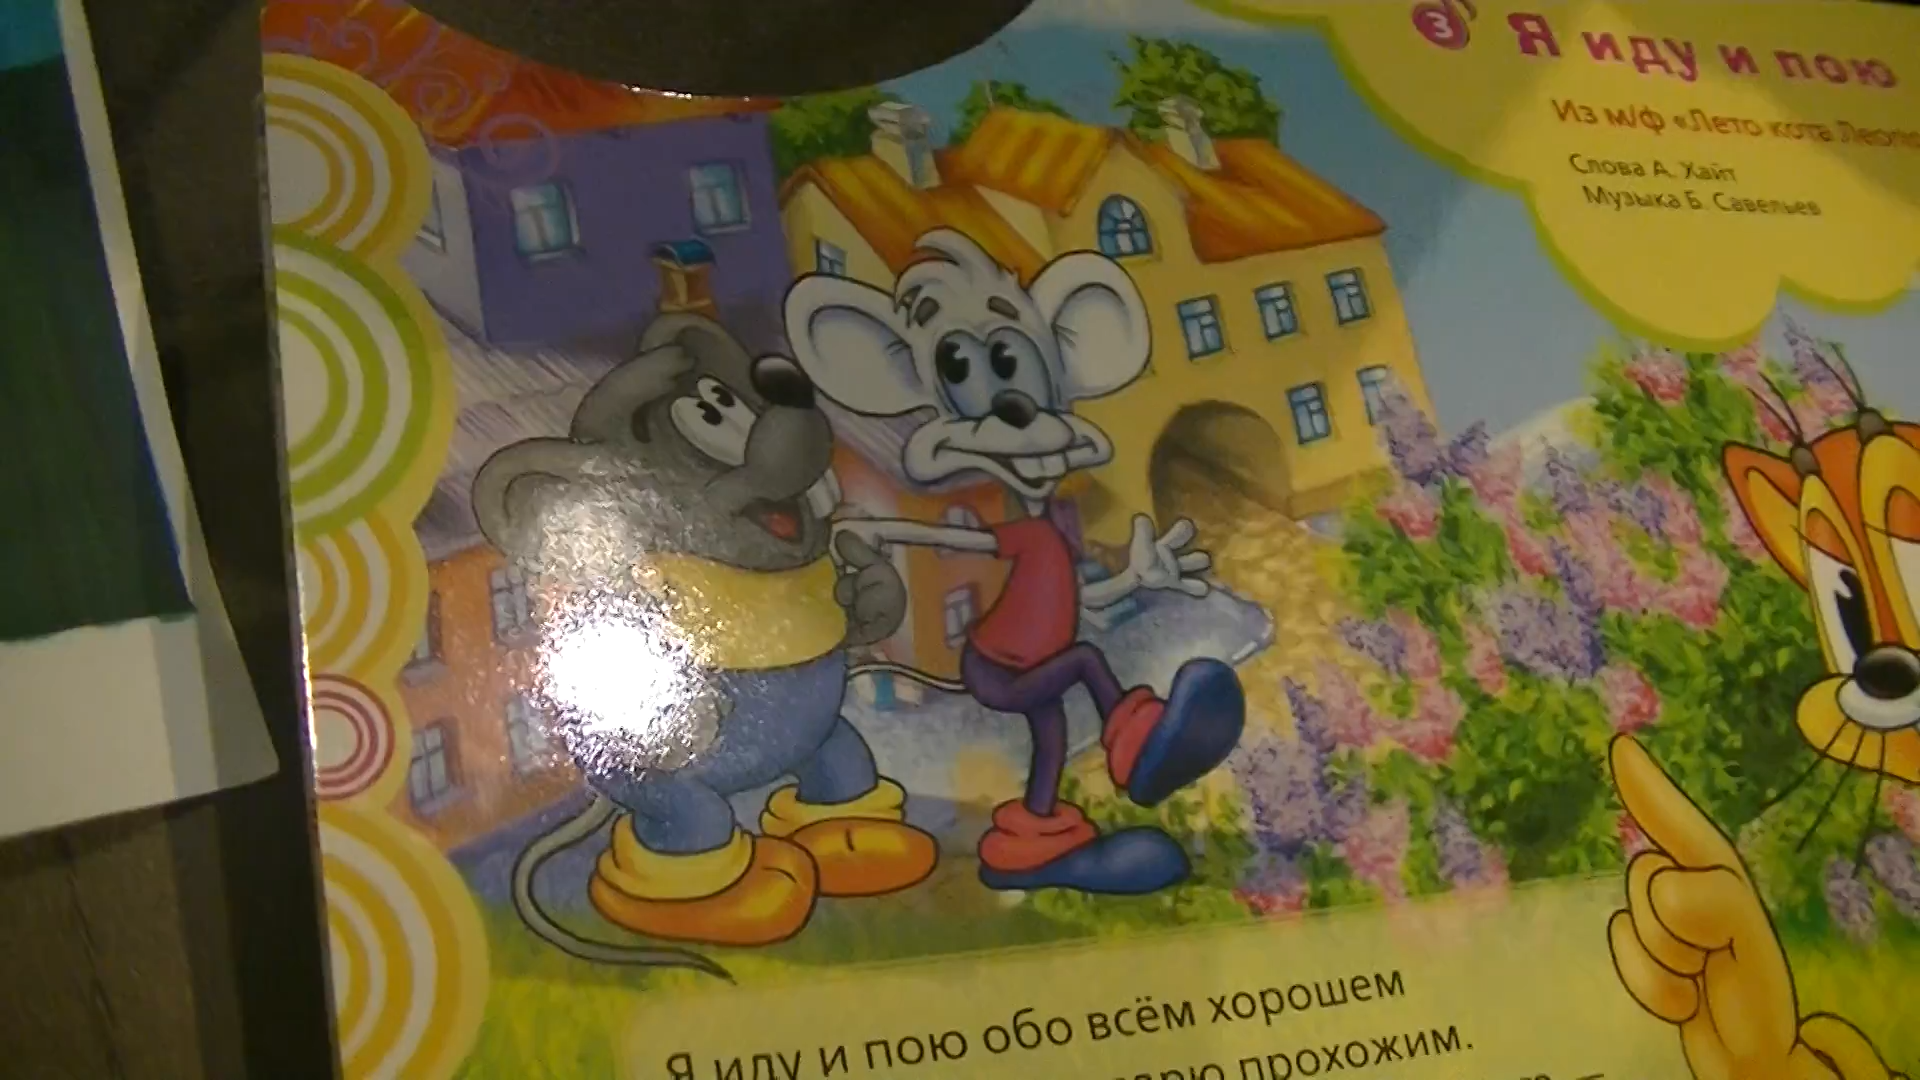 3 Я иду и пою
Из м/ф «Лето кота
Слова А. Хайт
Музыка Б. Савельев
Я иду и пою обо всём хорошем
прохожим.